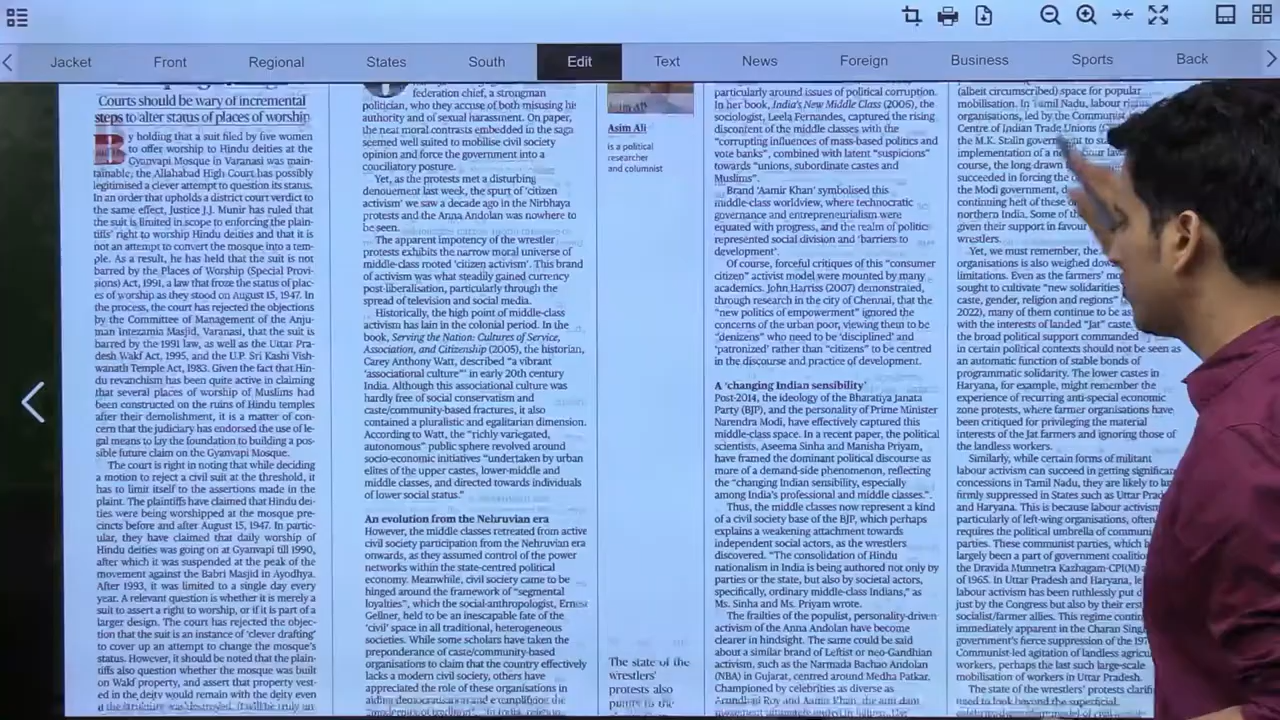 Jacket Front Regional States South Edit Text News Foreign Business Sports Back
Courts should be wary of incremental
steps to alter status of places of worship
By holding that a suit filed by five women
to offer worship to Hindu deities at the
Gyanvapi Mosque in Varanasi was main-
tainable, the Allahabad High Court has possibly
legitimised a clever attempt to question its status.
In an order that upholds a district court verdict to
the same effect, Justice J.J. Munir has ruled that
the suit is limited in scope to enforcing the plain-
tiffs' right to worship Hindu deities and that it is
not an attempt to convert the mosque into a tem-
ple. As a result, he has held that the suit is not
barred by the Places of Worship (Special Provi-
sions) Act, 1991, a law that froze the status of plac-
es of worship as they stood on August 15, 1947. In
the process, the court has rejected the objections
by the Committee of Management of the Anju-
man Intezamia Masjid, Varanasi, that the suit is
barred by the 1991 law, as well as the Uttar Pra-
desh Wakf Act, 1995, and the U.P. Sri Kashi Vish-
wanath Temple Act, 1983. Given the fact that Hin-
du revanchism has been quite active in claiming
that several places of worship of Muslims had
been constructed on the ruins of Hindu temples
after their demolishment, it is a matter of con-
cern that the judiciary has endorsed the use of le-
gal means to lay the foundation to building a pos-
sible future claim on the Gyanvapi Mosque.
The court is right in noting that while deciding
a motion to reject a civil suit at the threshold, it
has to limit itself to the assertions made in the
plaint. The plaintiffs have claimed that Hindu dei-
ties were being worshipped at the mosque pre-
cincts before and after August 15, 1947. In partic-
ular, they have claimed that daily worship of
Hindu deities was going on at Gyanvapi till 1990,
after which it was suspended at the peak of the
movement against the Babri Masjid in Ayodhya.
After 1993, it was limited to a single day every
year. A relevant question is whether it is merely a
suit to assert a right to worship, or if it is part of a
larger design. The court has rejected the objec-
tion that the suit is an instance of 'clever drafting'
to cover up an attempt to change the mosque's
status. However, it should be noted that the plain-
tiffs also question whether the mosque was built
on Wakf property, and assert that property vest-
ed in the deity would remain with the deity even
federation chief, a strongman
politician, who they accuse of both misusing his
authority and of sexual harassment. On paper,
the neat moral contrasts embedded in the saga
seemed well suited to mobilise civil society
opinion and force the government into a
conciliatory posture.
Yet, as the protests met a disturbing
denouement last week, the spurt of 'citizen
activism' we saw a decade ago in the Nirbhaya
protests and the Anna Andolan was nowhere to
be seen.
The apparent impotency of the wrestler
protests exhibits the narrow moral universe of
middle-class rooted 'citizen activism'. This brand
of activism was what steadily gained currency
post-liberalisation, particularly through the
spread of television and social media.
Historically, the high point of middle-class
activism has lain in the colonial period. In the
book, Serving the Nation: Cultures of Service,
Association, and Citizenship (2005), the historian,
Carey Anthony Watt, described "a vibrant
'associational culture'" in early 20th century
India. Although this associational culture was
hardly free of social conservatism and
caste/community-based fractures, it also
contained a pluralistic and egalitarian dimension.
According to Watt, the "richly variegated,
autonomous" public sphere revolved around
socio-economic initiatives "undertaken by urban
elites of the upper castes, lower-middle and
middle classes, and directed towards individuals
of lower social status."
An evolution from the Nehruvian era
However, the middle classes retreated from active
civil society participation from the Nehruvian era
onwards, as they assumed control of the power
networks within the state-centred political
economy. Meanwhile, civil society came to be
hinged around the framework of "segmental
loyalties", which the social-anthropologist, Ernest
Gellner, held to be an inescapable fate of the
'civil' space in all traditional, heterogeneous
societies. While some scholars have taken the
preponderance of caste/community-based
organisations to claim that the country effectively
lacks a modern civil society, others have
appreciated the role of these organisations in
aiding democratisation and exemplifying the
Asim Ali
is a political
researcher
and columnist
The state of the
wrestlers'
protests also
points to the
particularly around issues of political corruption.
In her book, India's New Middle Class (2006), the
sociologist, Leela Fernandes, captured the rising
discontent of the middle classes with the
"corrupting influences of mass-based politics and
vote banks", combined with latent "suspicions"
towards "unions, subordinate castes and
Muslims".
Brand 'Aamir Khan' symbolised this
middle-class worldview, where technocratic
governance and entrepreneurialism were
equated with progress, and the realm of politics
represented social division and 'barriers to
development'.
Of course, forceful critiques of this "consumer
citizen" activist model were mounted by many
academics. John Harriss (2007) demonstrated,
through research in the city of Chennai, that the
"new politics of empowerment" ignored the
concerns of the urban poor, viewing them to be
"denizens" who need to be 'disciplined' and
'patronized' rather than "citizens" to be centred
in the discourse and practice of development.
A 'changing Indian sensibility'
Post-2014, the ideology of the Bharatiya Janata
Party (BJP), and the personality of Prime Minister
Narendra Modi, have effectively captured this
middle-class space. In a recent paper, the political
scientists, Aseema Sinha and Manisha Priyam,
have framed the dominant political discourse as
more of a demand-side phenomenon, reflecting
the "changing Indian sensibility, especially
among India's professional and middle classes.".
Thus, the middle classes now represent a kind
of a civil society base of the BJP, which perhaps
explains a weakening attachment towards
independent social actors, as the wrestlers
discovered. "The consolidation of Hindu
nationalism in India is being authored not only by
parties or the state, but also by societal actors,
specifically, ordinary middle-class Indians," as
Ms. Sinha and Ms. Priyam wrote.
The frailties of the populist, personality-driven
activism of the Anna Andolan have become
clearer in hindsight. The same could be said
about a similar brand of Leftist or neo-Gandhian
activism, such as the Narmada Bachao Andolan
(NBA) in Gujarat, centred around Medha Patkar.
Championed by celebrities as diverse as
Arundhati Roy and Aamir Khan, the anti dam
(albeit circumscribed) space for popular
mobilisation. In Tamil Nadu, labour rights
organisations, led by the Communist
Centre of Indian Trade Unions
the M.K. Stalin government to
implementation of a
course, the long drawn
succeeded in forcing the
the Modi government,
continuing heft of these
northern India. Some of
given their support in favour
wrestlers.
Yet, we must remember, the
organisations is also weighed down
limitations. Even as the farmers'
sought to cultivate "new solidarities
caste, gender, religion and regions"
2022), many of them continue to be
with the interests of landed "Jat" caste
the broad political support commanded
in certain political contexts should not be seen as
an automatic function of stable bonds of
programmatic solidarity. The lower castes in
Haryana, for example, might remember the
experience of recurring anti-special economic
zone protests, where farmer organisations have
been critiqued for privileging the material
interests of the Jat farmers and ignoring those of
the landless workers.
Similarly, while certain forms of militant
labour activism can succeed in getting significant
concessions in Tamil Nadu, they are likely to
firmly suppressed in States such as Uttar
and Haryana. This is because labour activism
particularly of left-wing organisations, often
requires the political umbrella of
parties. These communist parties, which
largely been a part of government
the Dravida Munnetra Kazhagam-CPI(M)
of 1965. In Uttar Pradesh and Haryana,
labour activism has been ruthlessly put
just by the Congress but also by their
socialist/farmer allies. This regime
immediately apparent in the Charan Singh
government's fierce suppression of the
Communist-led agitation of landless
workers, perhaps the last such large-scale
mobilisation of workers in Uttar Pradesh.
The state of the wrestlers' protests
used to look beyond the superficial.